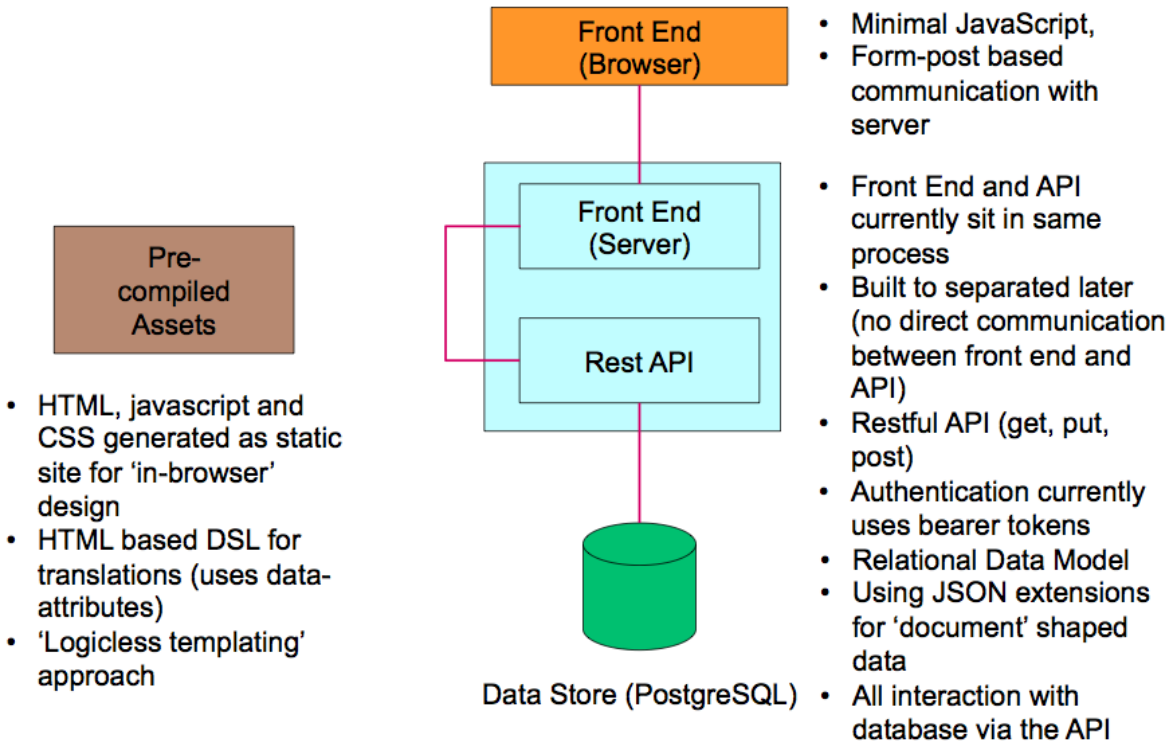 Front End
(Browser)
• Minimal JavaScript,
• Form-post based
communication with
server
Front End
(Server)
Rest API
• Front End and API
currently sit in same
process
• Built to separated later
(no direct communication
between front end and
API)
• Restful API (get, put,
post)
• Authentication currently
uses bearer tokens
• Relational Data Model
• Using JSON extensions
for ‘document’ shaped
data
• All interaction with
database via the API
Pre-
compiled
Assets
• HTML, javascript and
CSS generated as static
site for ‘in-browser’
design
• HTML based DSL for
translations (uses data-
attributes)
• ‘Logicless templating’
approach
Data Store (PostgreSQL)